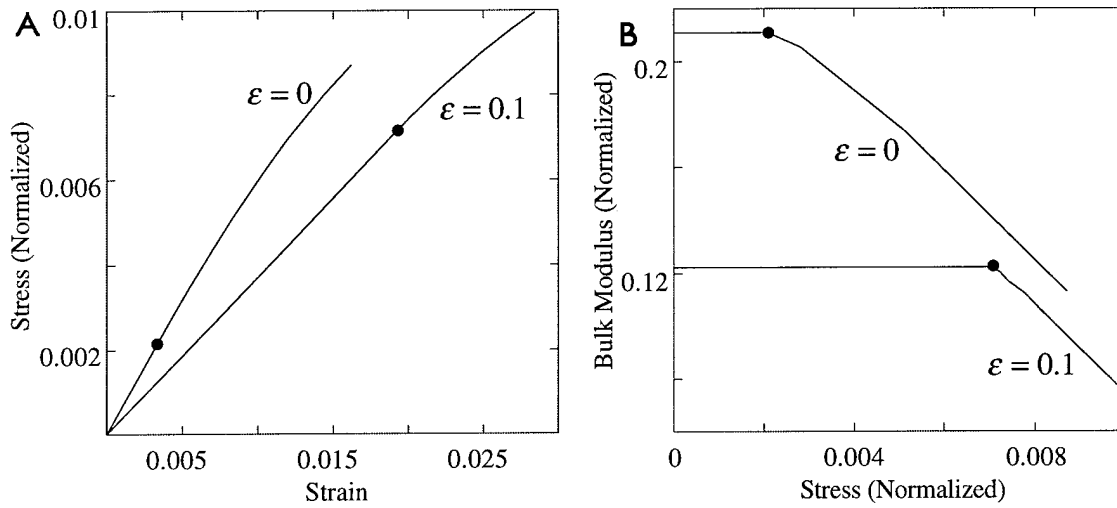 A
0.01
0.006
0.002
Stress (Normalized)
ε = 0
ε = 0.1
0.005
0.015
0.025
Strain
B
0.2
0.12
Bulk Modulus (Normalized)
ε = 0
ε = 0.1
0
0.004
0.008
Stress (Normalized)